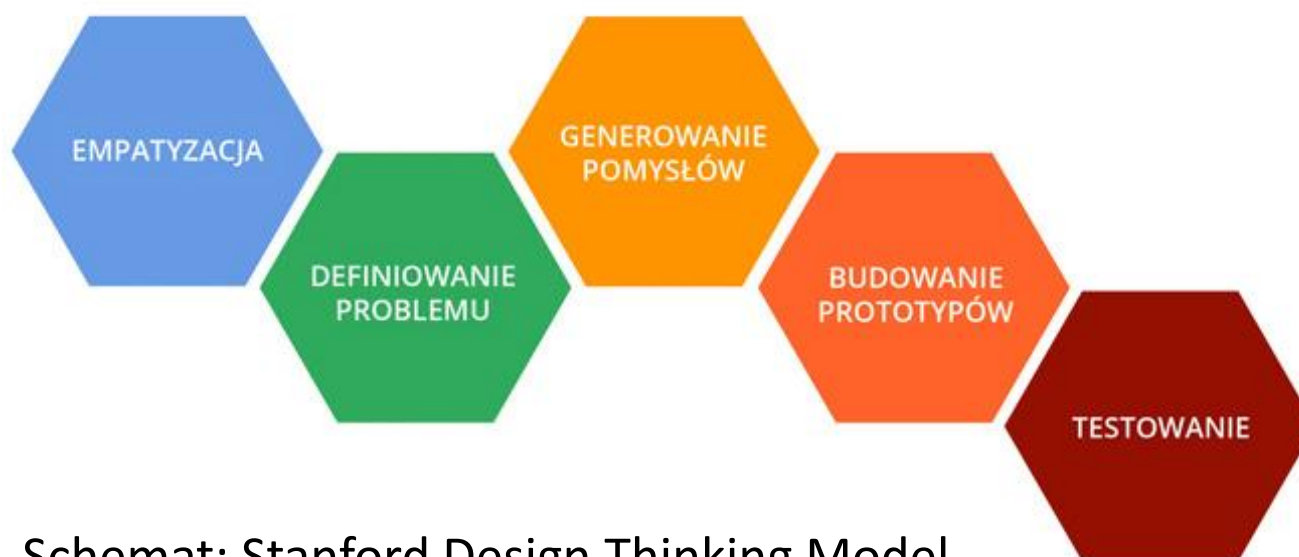 EMPATYZACJA
DEFINIOWANIE
PROBLEMU
GENEROWANIE
POMYSŁÓW
BUDOWANIE
PROTOTYPÓW
TESTOWANIE
Schemat: Stanford Design Thinking Model